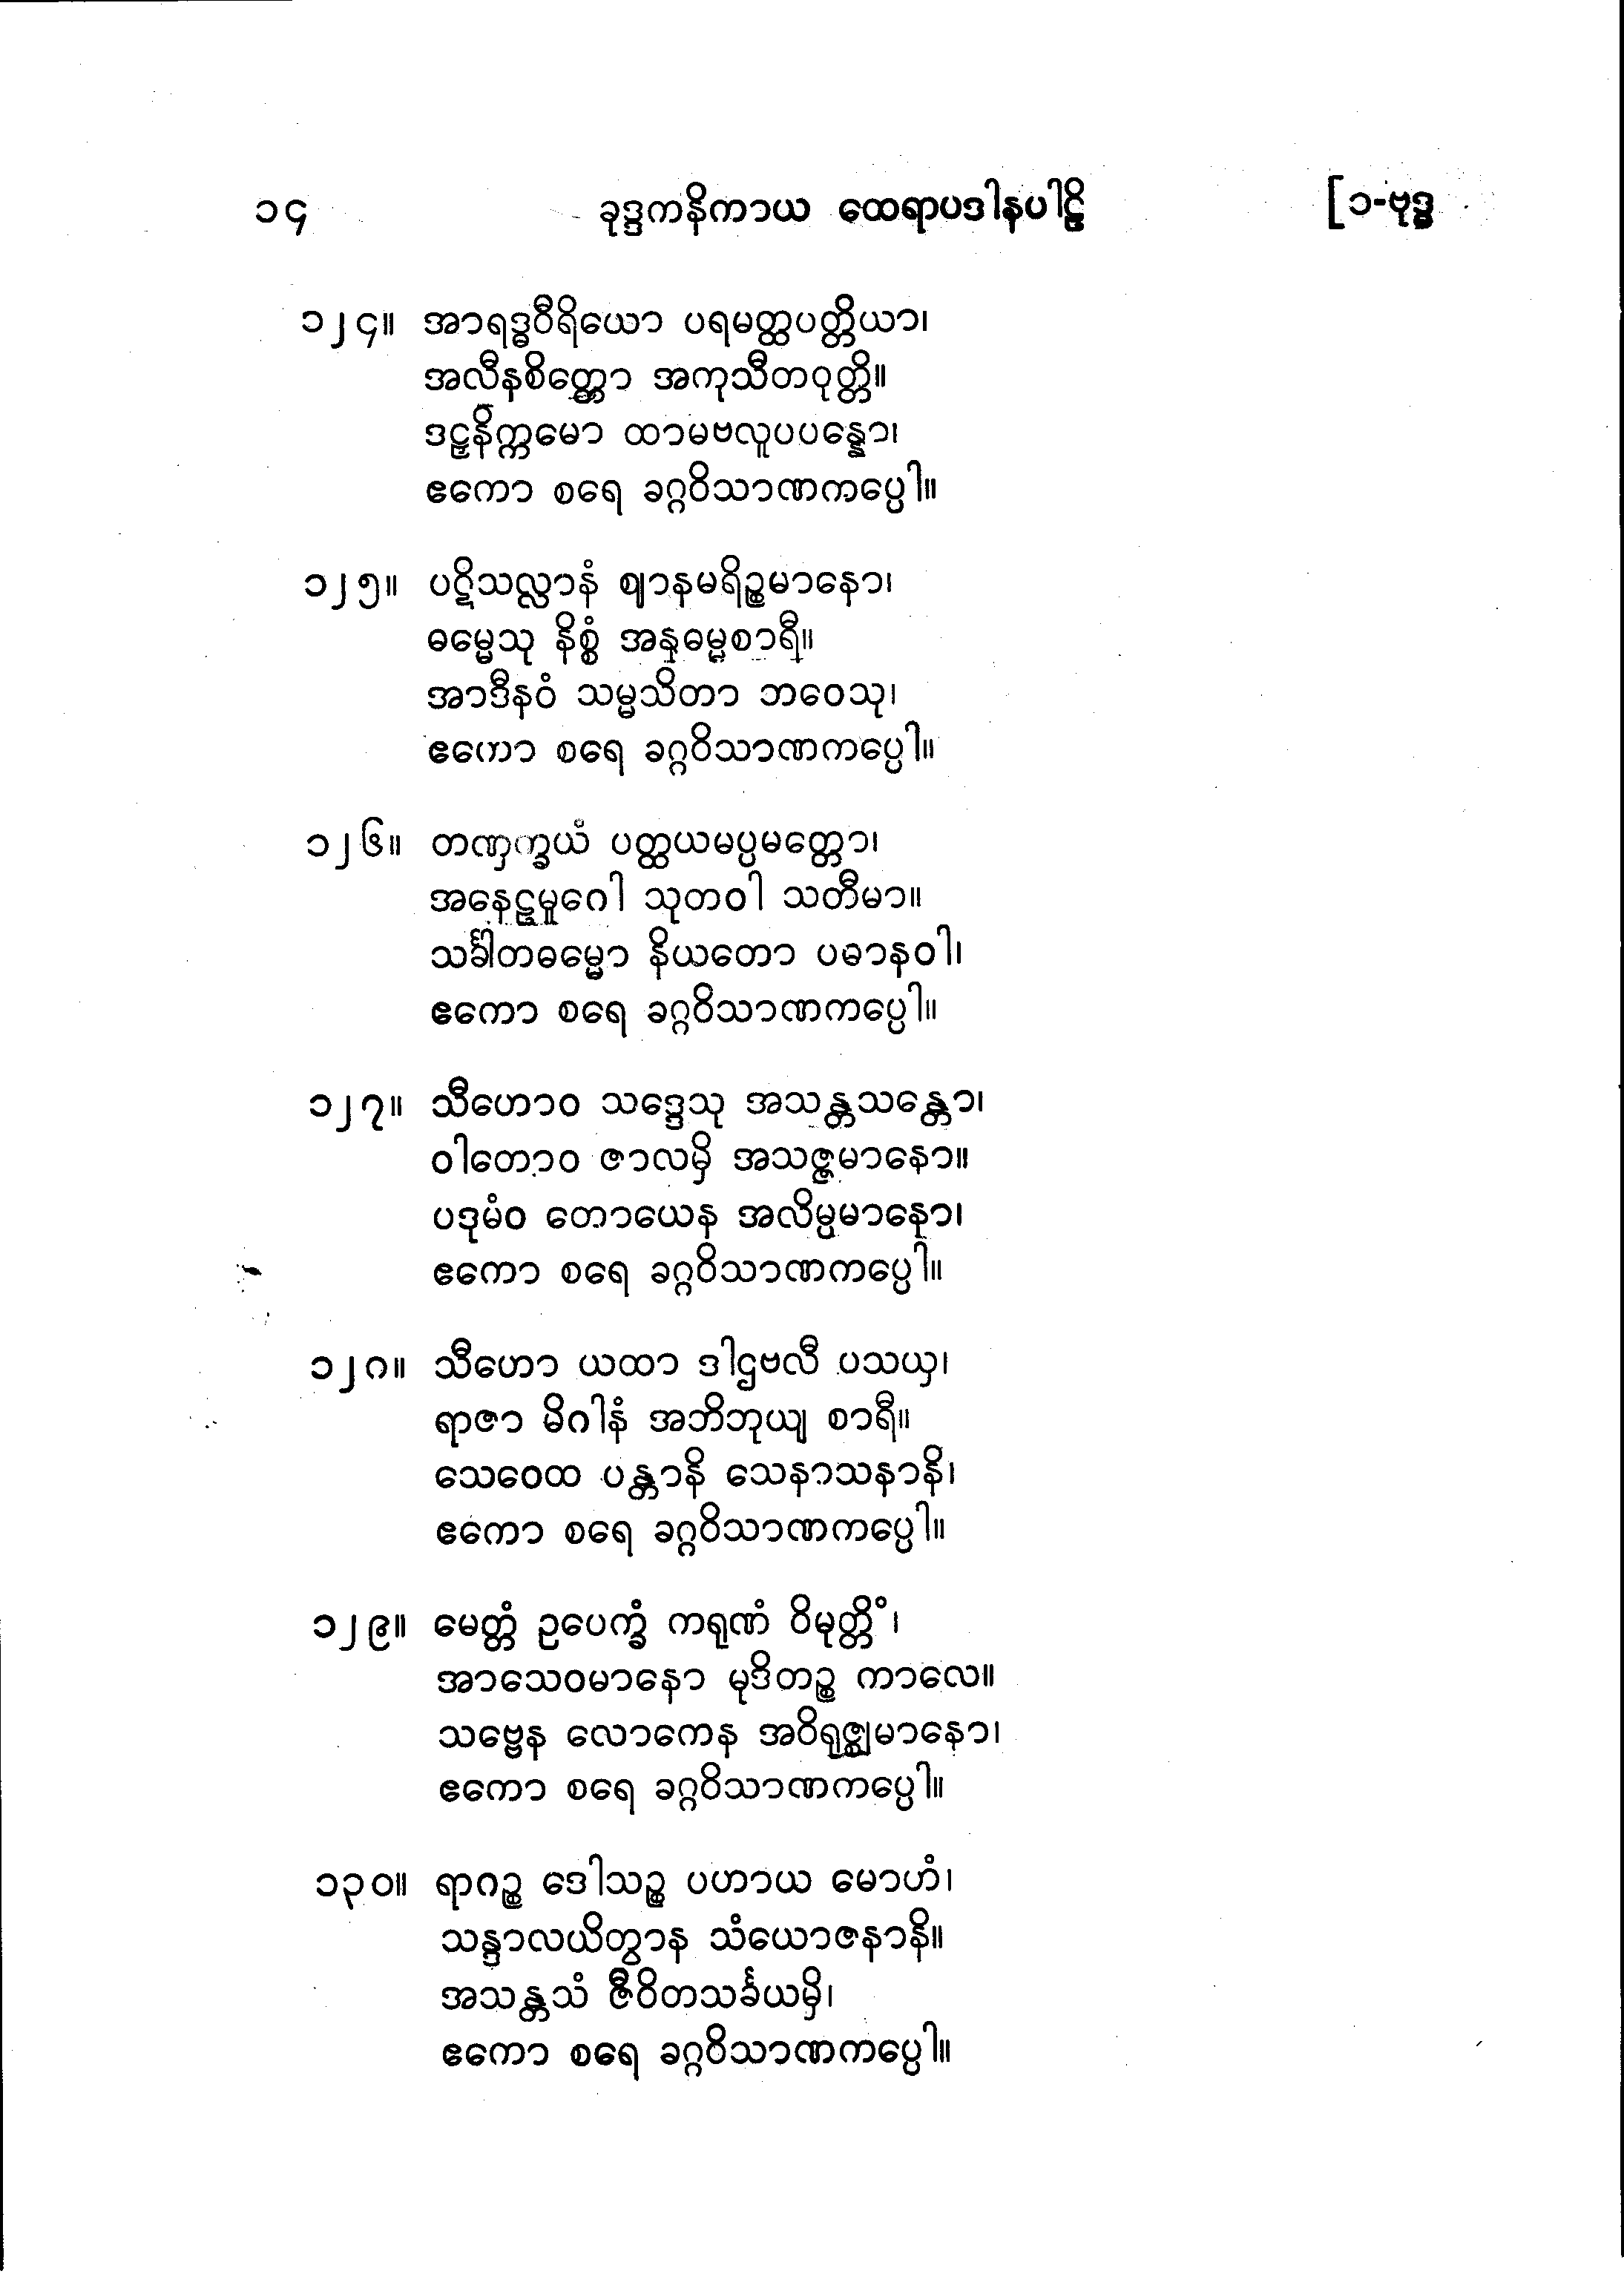 ၁၄ ခုဒ္ဒကနိကာယ ထေရာပဒါနပါဠိ [၁-ဗုဒ္ဓ
၁၂၄။ အာရဒ္ဓဝီရိယော ပရမတ္ထပတ္တိယာ၊
အလီနစိတ္တော အကုသီတဝုတ္တိ။
ဒဠှနိက္ကမော ထာမဗလူပပန္နော၊
ဧကော စရေ ခဂ္ဂဝိသာဏကပ္ပေါ။
၁၂၅။ ပဋိသလ္လာနံ ဈာနမရိဉ္စမာနော၊
ဓမ္မေသု နိစ္စံ အနုဓမ္မစာရီ။
အာဒီနဝံ သမ္မသိတာ ဘဝေသု၊
ဧကော စရေ ခဂ္ဂဝိသာဏကပ္ပေါ။
၁၂၆။ တဏှက္ခယံ ပတ္ထယမပ္ပမတ္တော၊
အနေဠမူဂေါ သုတဝါ သတီမာ။
သင်္ခါတဓမ္မော နိယတော ပဓာနဝါ၊
ဧကော စရေ ခဂ္ဂဝိသာဏကပ္ပေါ။
၁၂၇။ သီဟောဝ သဒ္ဒေသု အသန္တသန္တော၊
ဝါတောဝ ဇာလမှိ အသဇ္ဇမာနော။
ပဒုမံဝ တောယေန အလိမ္ပမာနော၊
ဧကော စရေ ခဂ္ဂဝိသာဏကပ္ပေါ။
၁၂၈။ သီဟော ယထာ ဒါဌဗလီ ပသယှ၊
ရာဇာ မိဂါနံ အဘိဘုယျ စာရီ။
သေဝေထ ပန္တာနိ သေနာသနာနိ၊
ဧကော စရေ ခဂ္ဂဝိသာဏကပ္ပေါ။
၁၂၉။ မေတ္တံ ဥပေက္ခံ ကရုဏံ ဝိမုတ္တိံ၊
အာသေဝမာနော မုဒိတဉ္စ ကာလေ။
သဗ္ဗေန လောကေန အဝိရုဇ္ဈမာနော၊
ဧကော စရေ ခဂ္ဂဝိသာဏကပ္ပေါ။
၁၃၀။ ရာဂဉ္စ ဒေါသဉ္စ ပဟာယ မောဟံ၊
သန္ဒာလယိတွာန သံယောဇနာနိ။
အသန္တသံ ဇီဝိတသင်္ခယမှိ၊
ဧကော စရေ ခဂ္ဂဝိသာဏကပ္ပေါ။